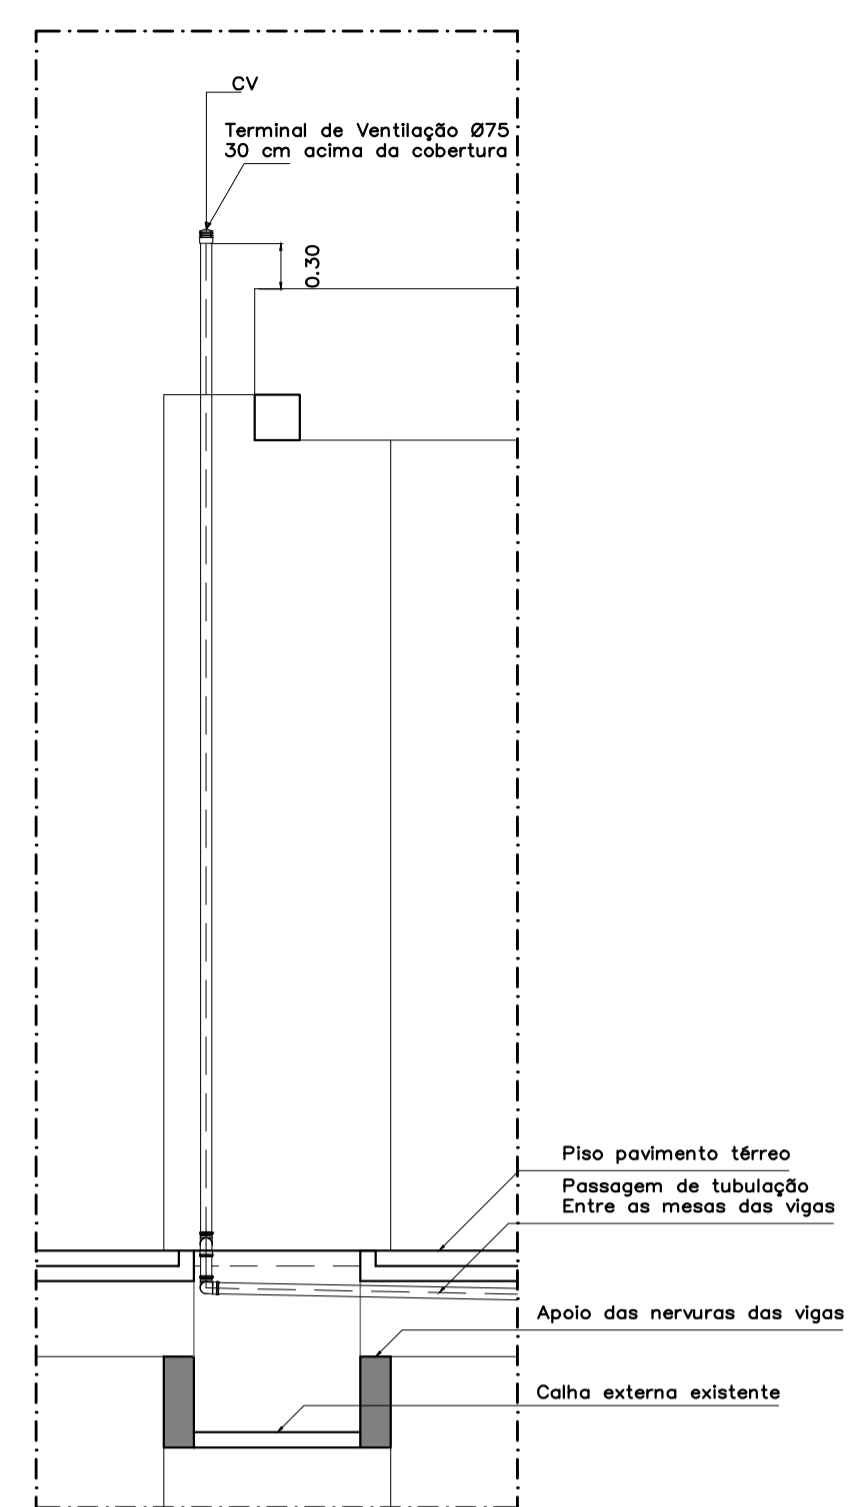 CV
Terminal de Ventilação Ø75
30 cm acima da cobertura
0.30
Piso pavimento térreo
Passagem de tubulação
Entre as mesas das vigas
Apoio das nervuras das vigas
Calha externa existente